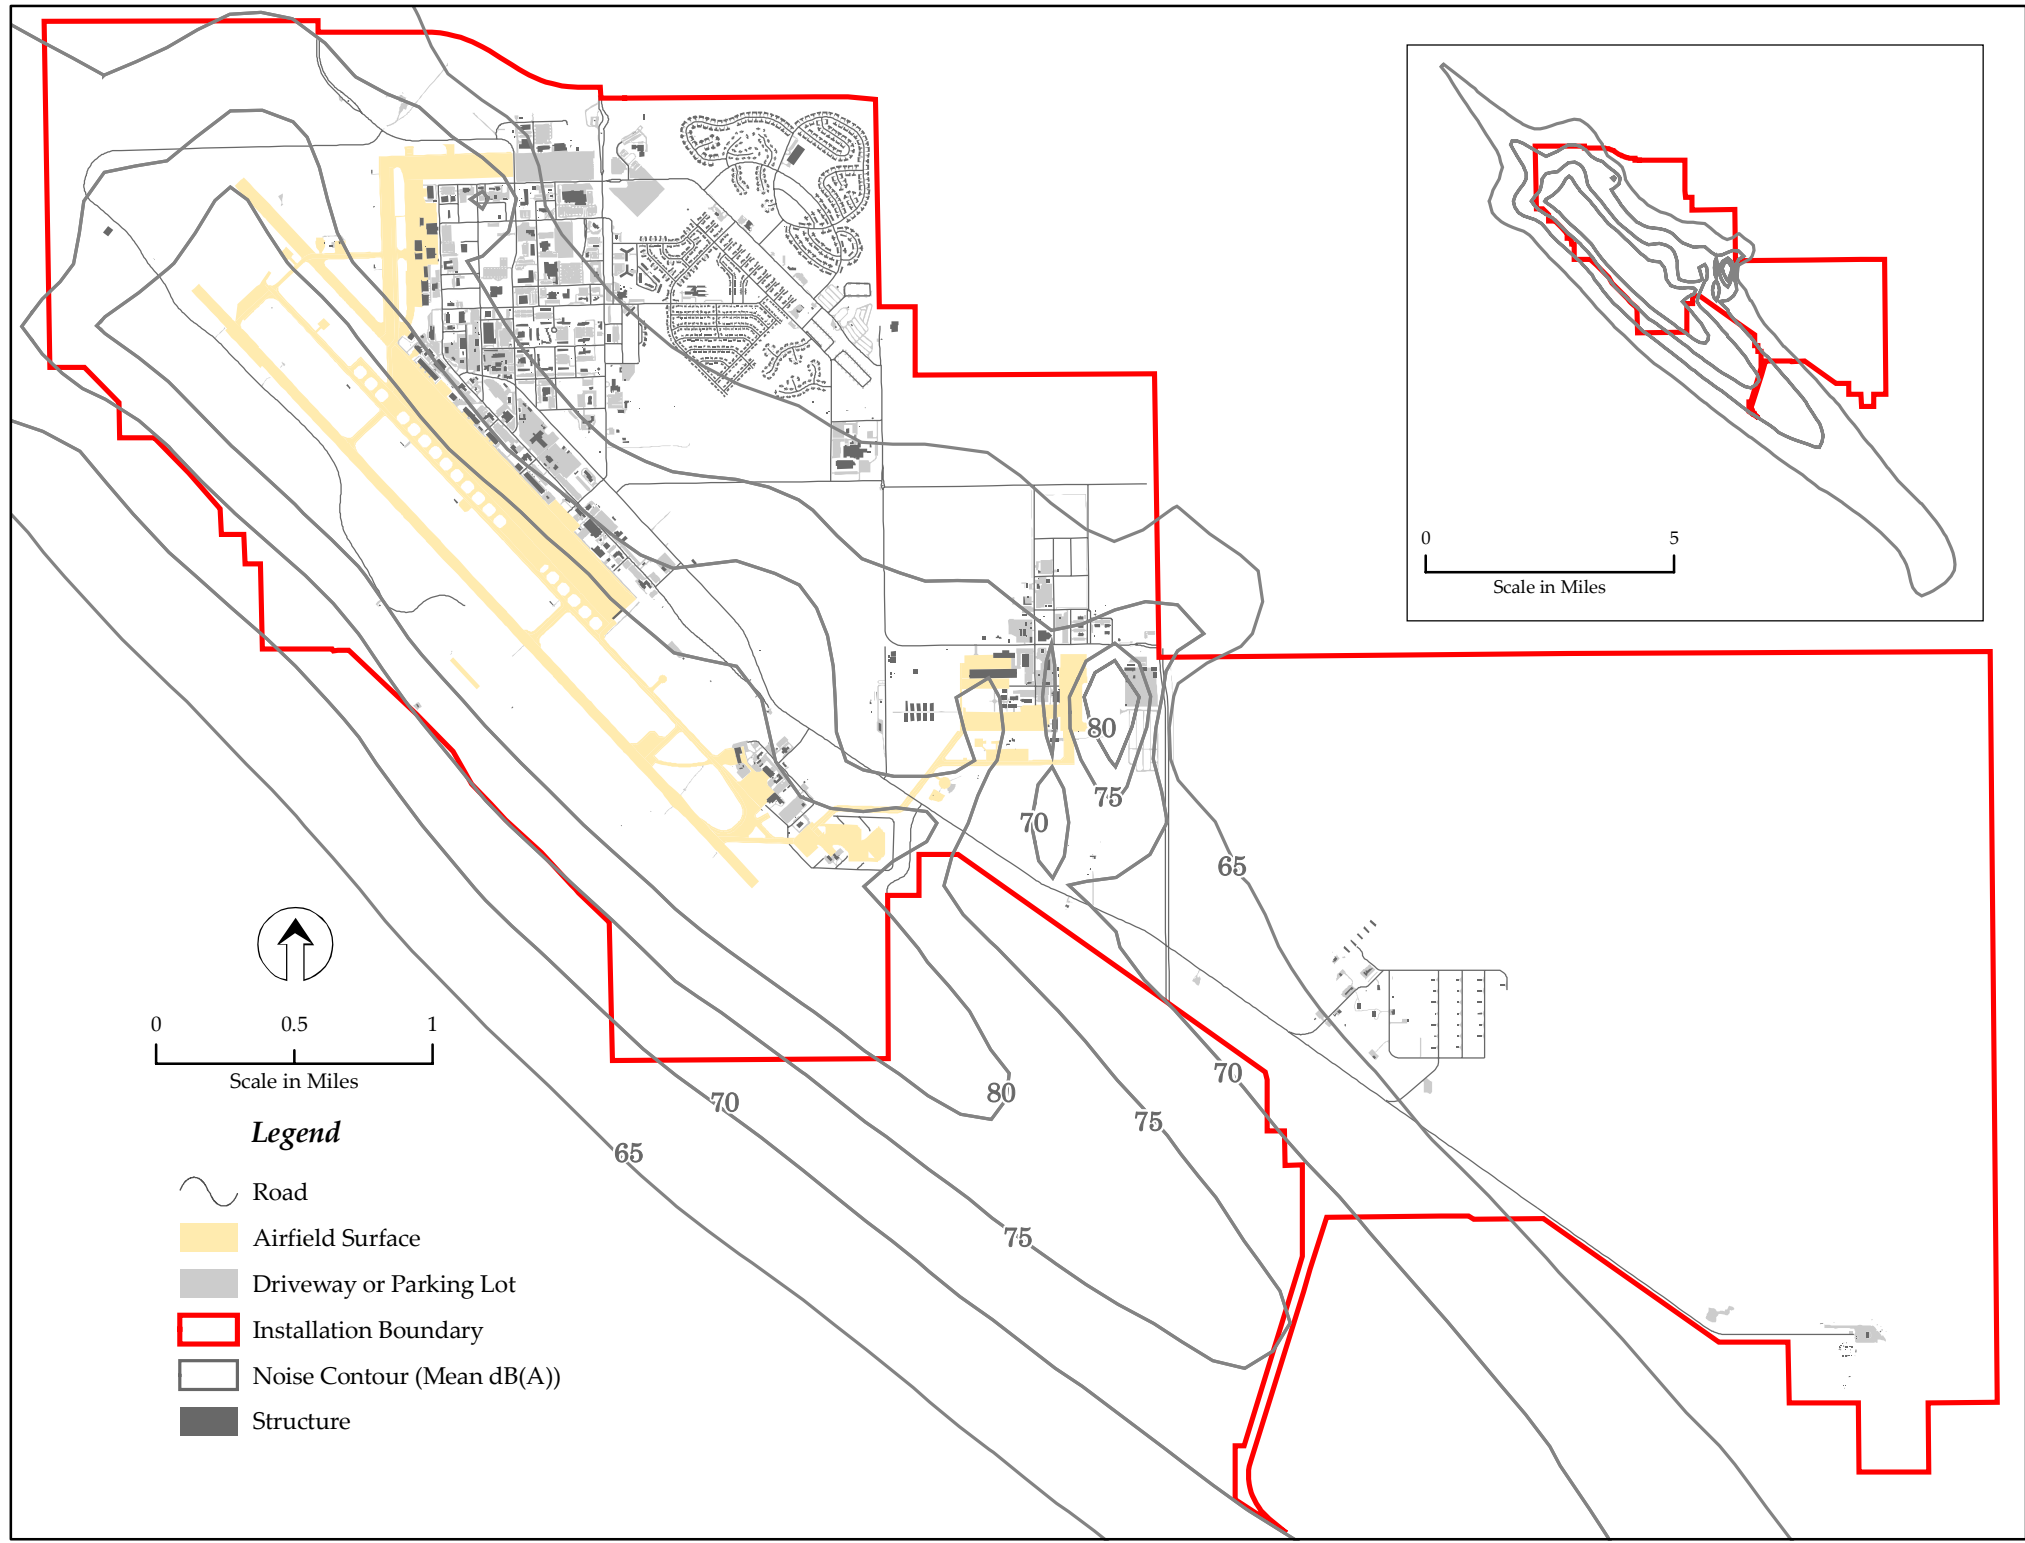 0 5
Scale in Miles
80
75
70
65
0 0.5 1
Scale in Miles
70
80
75
70
65
75
Legend
Road
Airfield Surface
Driveway or Parking Lot
Installation Boundary
Noise Contour (Mean dB(A))
Structure